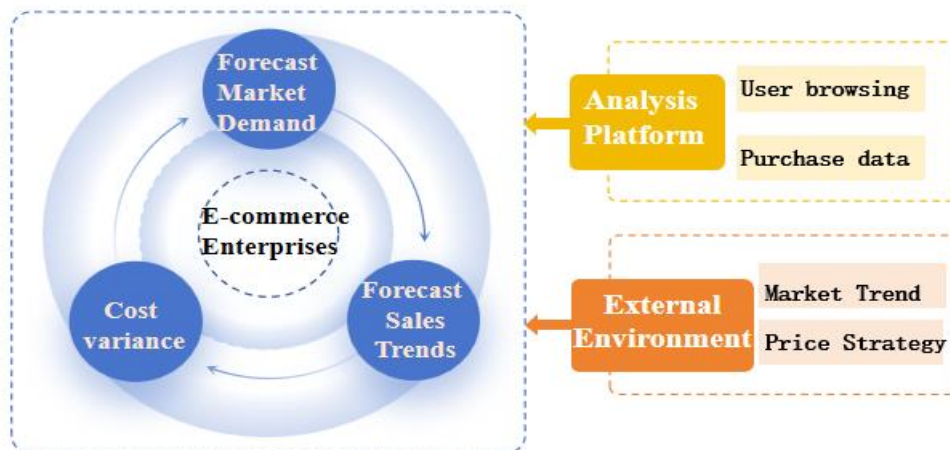 Forecast
Market
Demand
E-commerce
Enterprises
Cost
variance
Forecast
Sales
Trends
Analysis
Platform
User browsing
Purchase data
External
Environment
Market Trend
Price Strategy